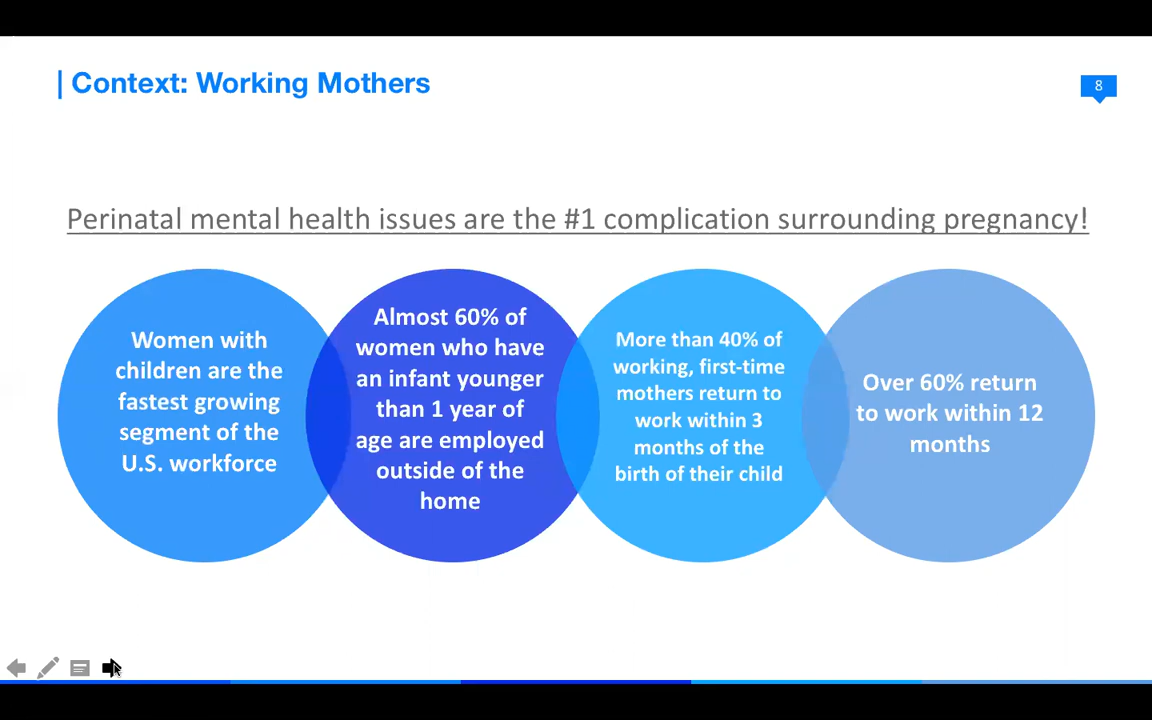 | Context: Working Mothers
8
Perinatal mental health issues are the #1 complication surrounding pregnancy!
Women with
children are the
fastest growing
segment of the
U.S. workforce
Almost 60% of
women who have
an infant younger
than 1 year of
age are employed
outside of the
home
More than 40% of
working, first-time
mothers return to
work within 3
months of the
birth of their child
Over 60% return
to work within 12
months